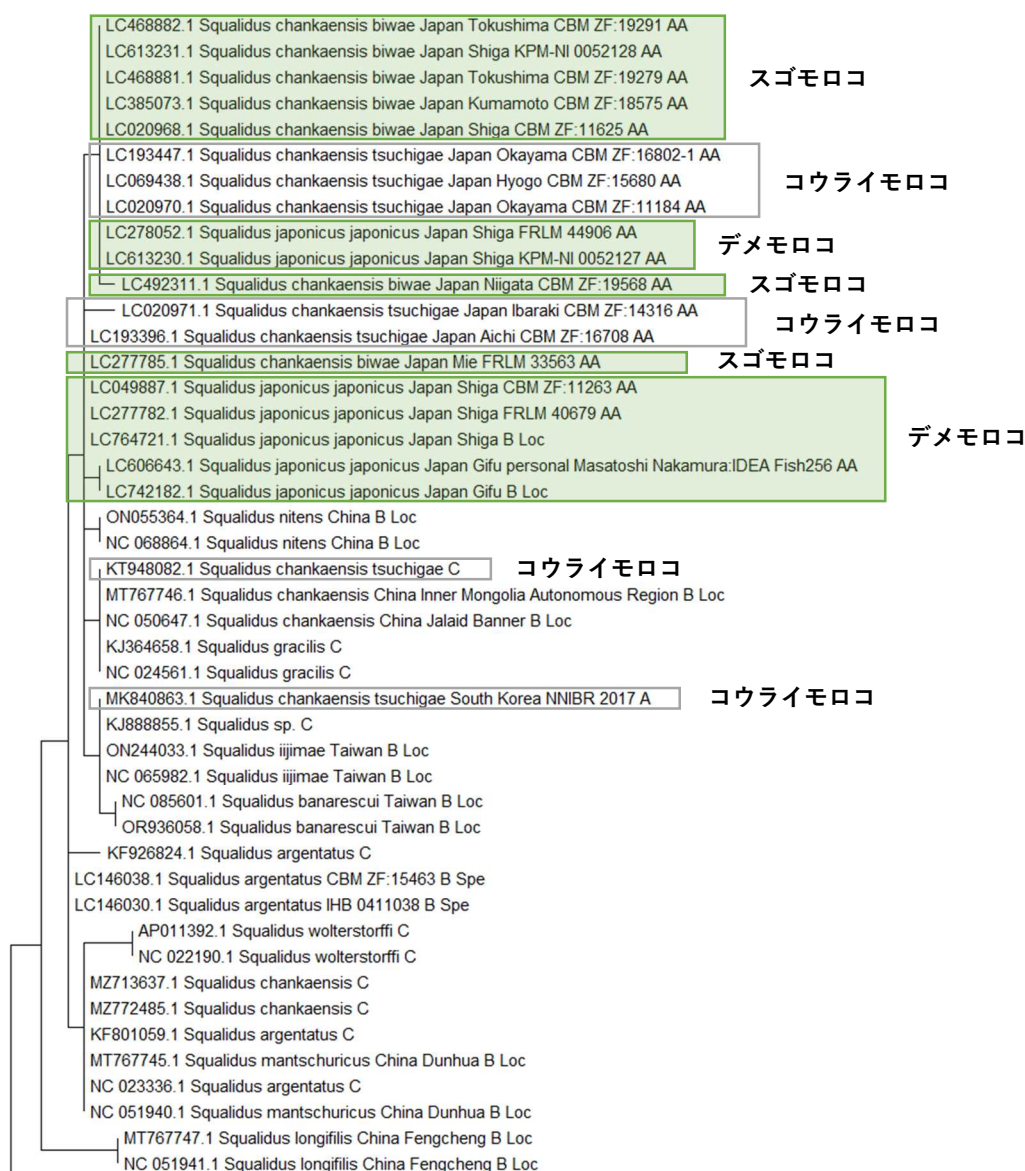 LC468882.1 Squalidus chankaensis biwae Japan Tokushima CBM ZF:19291 AA
LC613231.1 Squalidus chankaensis biwae Japan Shiga KPM-NI 0052128 AA
スゴモロコ
LC468881.1 Squalidus chankaensis biwae Japan Tokushima CBM ZF:19279 AA
LC385073.1 Squalidus chankaensis biwae Japan Kumamoto CBM ZF:18575 AA
LC020968.1 Squalidus chankaensis biwae Japan Shiga CBM ZF:11625 AA
LC193447.1 Squalidus chankaensis tsuchigae Japan Okayama CBM ZF:16802-1 AA
LC069438.1 Squalidus chankaensis tsuchigae Japan Hyogo CBM ZF:15680 AA
コウライモロコ
LC020970.1 Squalidus chankaensis tsuchigae Japan Okayama CBM ZF:11184 AA
LC278052.1 Squalidus japonicus japonicus Japan Shiga FRLM 44906 AA
デメモロコ
LC613230.1 Squalidus japonicus japonicus Japan Shiga KPM-NI 0052127 AA
LC492311.1 Squalidus chankaensis biwae Japan Niigata CBM ZF:19568 AA
スゴモロコ
LC020971.1 Squalidus chankaensis tsuchigae Japan Ibaraki CBM ZF:14316 AA
コウライモロコ
LC193396.1 Squalidus chankaensis tsuchigae Japan Aichi CBM ZF:16708 AA
LC277785.1 Squalidus chankaensis biwae Japan Mie FRLM 33563 AA
スゴモロコ
LC049887.1 Squalidus japonicus japonicus Japan Shiga CBM ZF:11263 AA
LC277782.1 Squalidus japonicus japonicus Japan Shiga FRLM 40679 AA
LC764721.1 Squalidus japonicus japonicus Japan Shiga B Loc
デメモロコ
LC606643.1 Squalidus japonicus japonicus Japan Gifu personal Masatoshi Nakamura:IDEA Fish256 AA
LC742182.1 Squalidus japonicus japonicus Japan Gifu B Loc
ON055364.1 Squalidus nitens China B Loc
NC 068864.1 Squalidus nitens China B Loc
KT948082.1 Squalidus chankaensis tsuchigae C
コウライモロコ
MT767746.1 Squalidus chankaensis China Inner Mongolia Autonomous Region B Loc
NC 050647.1 Squalidus chankaensis China Jalaid Banner B Loc
KJ364658.1 Squalidus gracilis C
NC 024561.1 Squalidus gracilis C
MK840863.1 Squalidus chankaensis tsuchigae South Korea NNIBR 2017 A
コウライモロコ
KJ888855.1 Squalidus sp. C
ON244033.1 Squalidus iijimae Taiwan B Loc
NC 065982.1 Squalidus iijimae Taiwan B Loc
NC 085601.1 Squalidus banarescui Taiwan B Loc
OR936058.1 Squalidus banarescui Taiwan B Loc
KF926824.1 Squalidus argentatus C
LC146038.1 Squalidus argentatus CBM ZF:15463 B Spe
LC146030.1 Squalidus argentatus IHB 0411038 B Spe
AP011392.1 Squalidus wolterstorffi C
NC 022190.1 Squalidus wolterstorffi C
MZ713637.1 Squalidus chankaensis C
MZ772485.1 Squalidus chankaensis C
KF801059.1 Squalidus argentatus C
MT767745.1 Squalidus mantschuricus China Dunhua B Loc
NC 023336.1 Squalidus argentatus C
NC 051940.1 Squalidus mantschuricus China Dunhua B Loc
MT767747.1 Squalidus longifilis China Fengcheng B Loc
NC 051941.1 Squalidus longifilis China Fengcheng B Loc